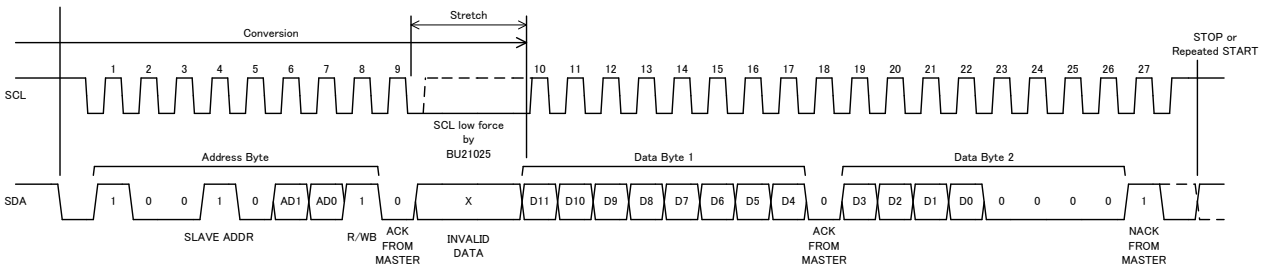 Stretch
Conversion
STOP or
Repeated START
1 2 3 4 5 6 7 8 9 10 11 12 13 14 15 16 17 18 19 20 21 22 23 24 25 26 27
SCL
SCL low force
by
BU21025
Address Byte
Data Byte 1
Data Byte 2
SDA
1 0 0 1 0 AD1 AD0 1 0 X D11 D10 D9 D8 D7 D6 D5 D4 0 D3 D2 D1 D0 0 0 0 0 1
SLAVE ADDR
R/WB
ACK
FROM
MASTER
INVALID
DATA
ACK
FROM
MASTER
NACK
FROM
MASTER